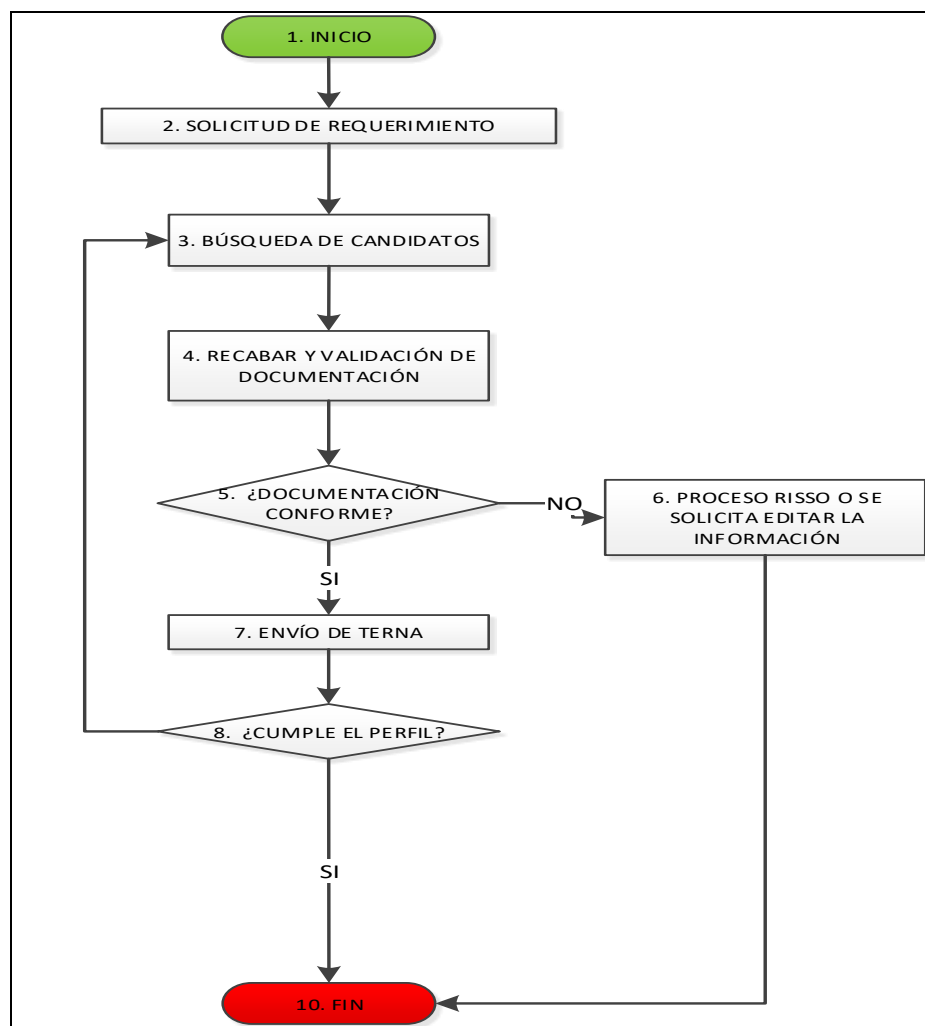 1. INICIO
2. SOLICITUD DE REQUERIMIENTO
3. BÚSQUEDA DE CANDIDATOS
4. RECABAR Y VALIDACIÓN DE
DOCUMENTACIÓN
5. ¿DOCUMENTACIÓN
CONFORME?
NO
6. PROCESO RISSO O SE
SOLICITA EDITAR LA
INFORMACIÓN
SI
7. ENVÍO DE TERNA
8. ¿CUMPLE EL PERFIL?
SI
10. FIN